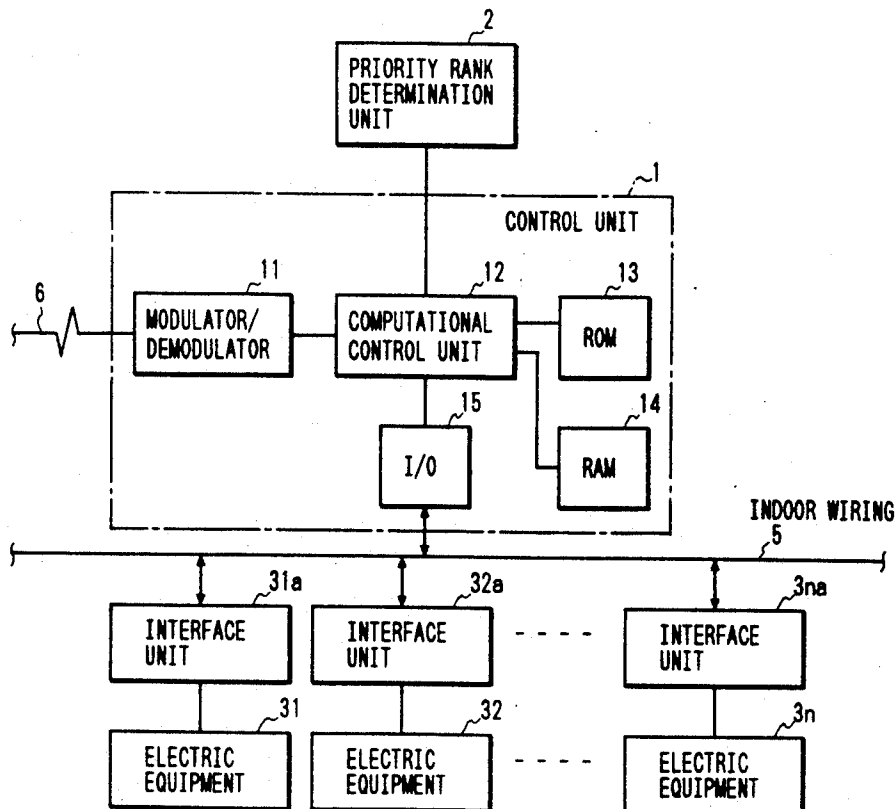 2
PRIORITY RANK
DETERMINATION
UNIT
1
CONTROL UNIT
6
11
MODULATOR/
DEMODULATOR
12
COMPUTATIONAL
CONTROL UNIT
13
ROM
15
I/O
14
RAM
INDOOR WIRING
5
31a
INTERFACE
UNIT
32a
INTERFACE
UNIT
3na
INTERFACE
UNIT
31
ELECTRIC
EQUIPMENT
32
ELECTRIC
EQUIPMENT
3n
ELECTRIC
EQUIPMENT